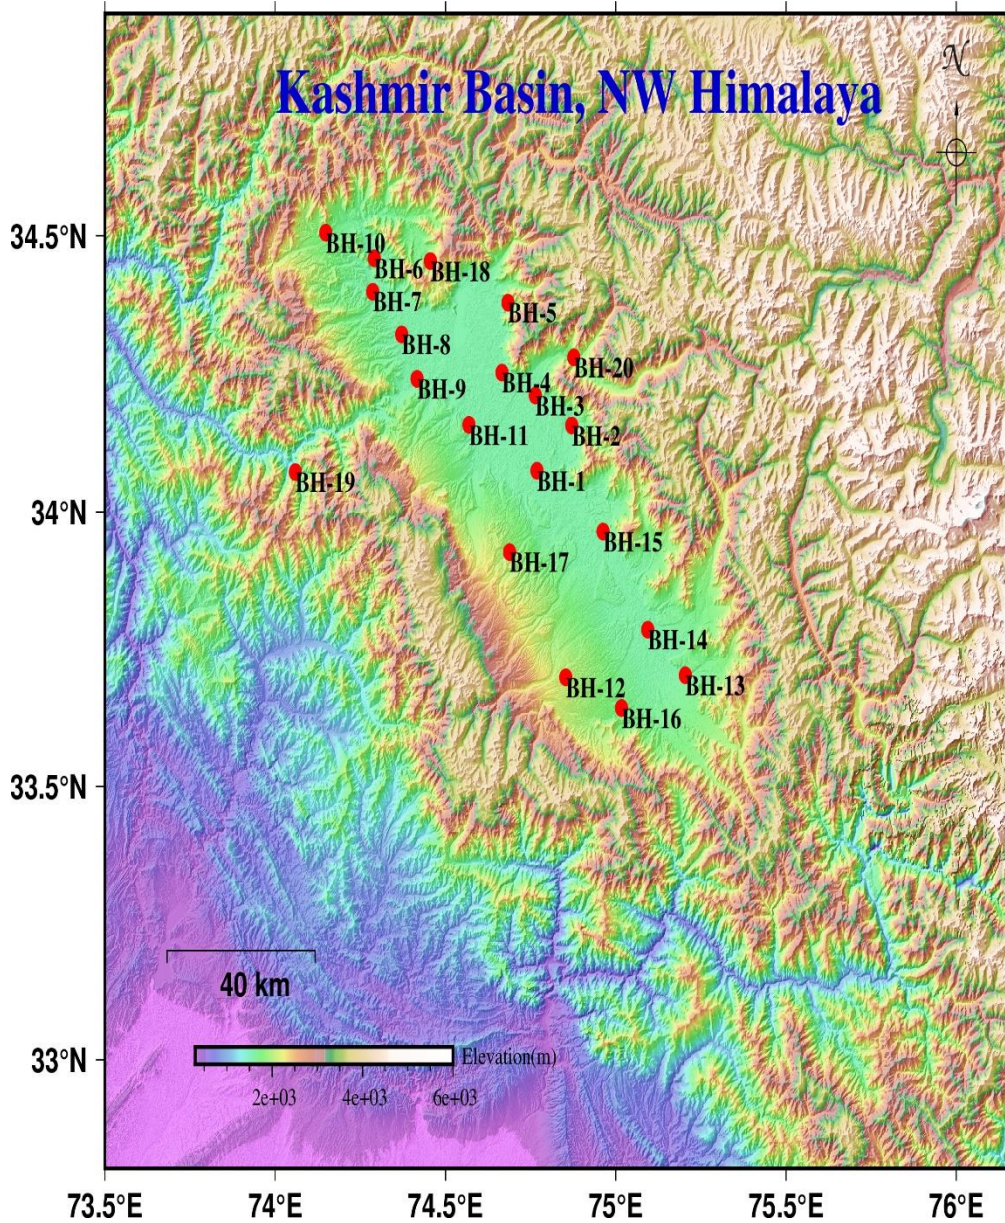 Kashmir Basin, NW Himalaya
N
34.5°N
BH-10
BH-6
BH-18
BH-7
BH-5
BH-8
BH-20
BH-4
BH-9
BH-3
BH-11
BH-2
BH-1
BH-19
34°N
BH-15
BH-17
BH-14
BH-12
BH-13
BH-16
33.5°N
40 km
33°N
Elevation(m)
2e+03 4e+03 6e+03
73.5°E 74°E 74.5°E 75°E 75.5°E 76°E